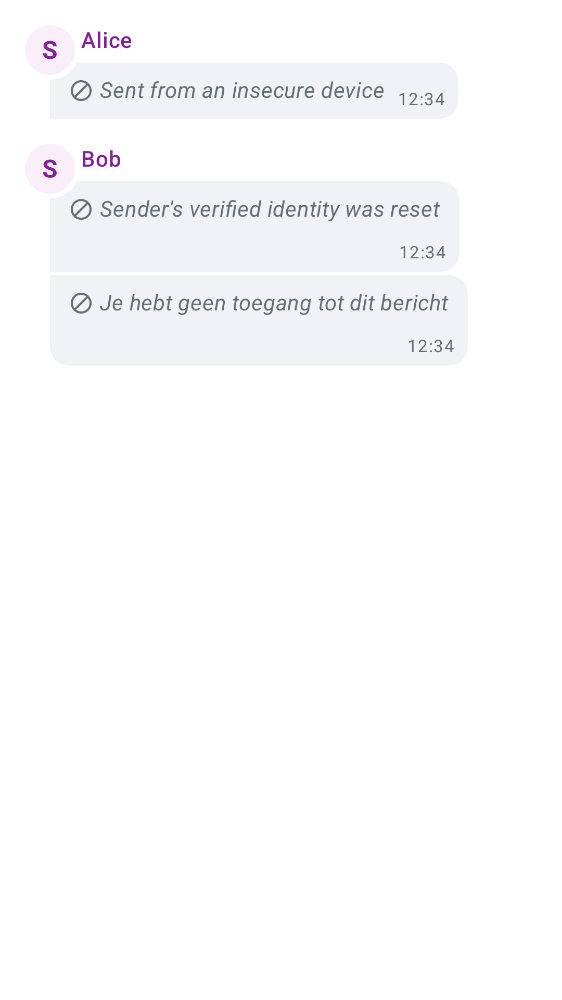 S
Alice
Sent from an insecure device
12:34
S
Bob
Sender's verified identity was reset
12:34
Je hebt geen toegang tot dit bericht
12:34